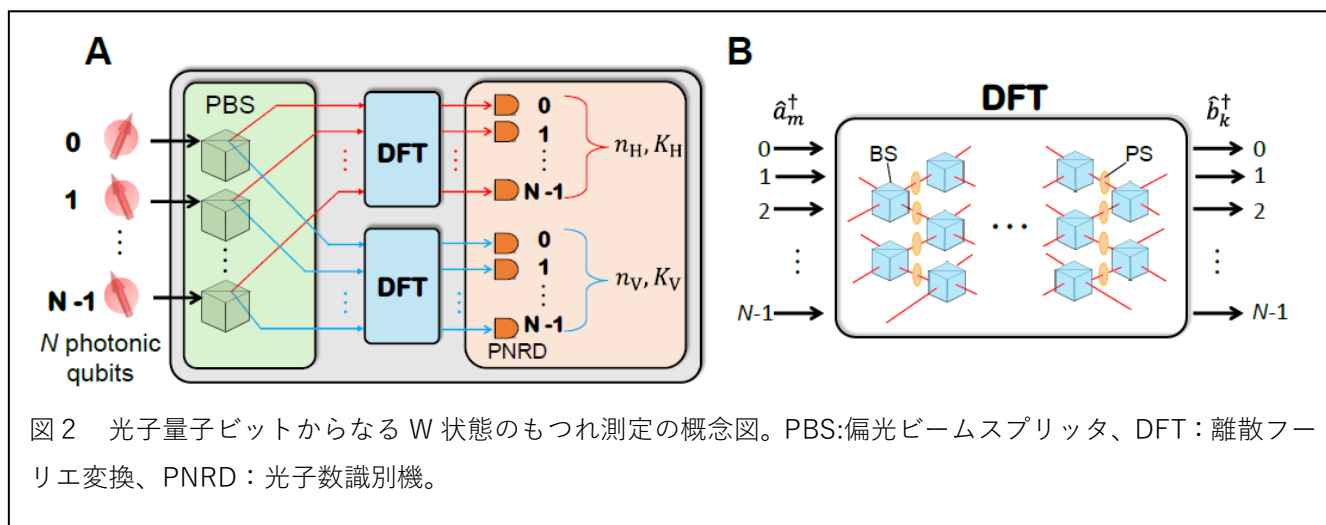 A
PBS
0
1
⋮
N -1
N photonic
qubits
DFT
DFT
0
1
⋮
N -1
n_H, K_H
0
1
⋮
N -1
n_V, K_V
PNRD
B
DFT
â†_m
b̂†_k
0
1
2
⋮
N-1
BS
PS
...
0
1
2
⋮
N-1
図2 光子量子ビットからなる W 状態のもつれ測定の概念図。PBS:偏光ビームスプリッタ、DFT：離散フー
リエ変換、PNRD：光子数識別機。